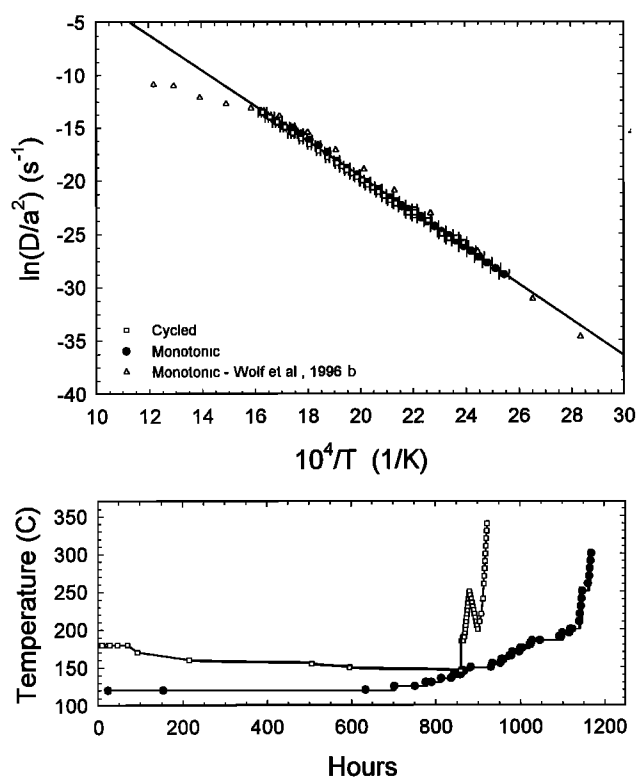 -5
-10
-15
-20
-25
-30
-35
-40
ln(D/a²) (s⁻¹)
Cycled
Monotonic
Monotonic - Wolf et al , 1996 b
10 12 14 16 18 20 22 24 26 28 30
10⁴/T (1/K)
350
300
250
200
150
100
Temperature (C)
0 200 400 600 800 1000 1200
Hours